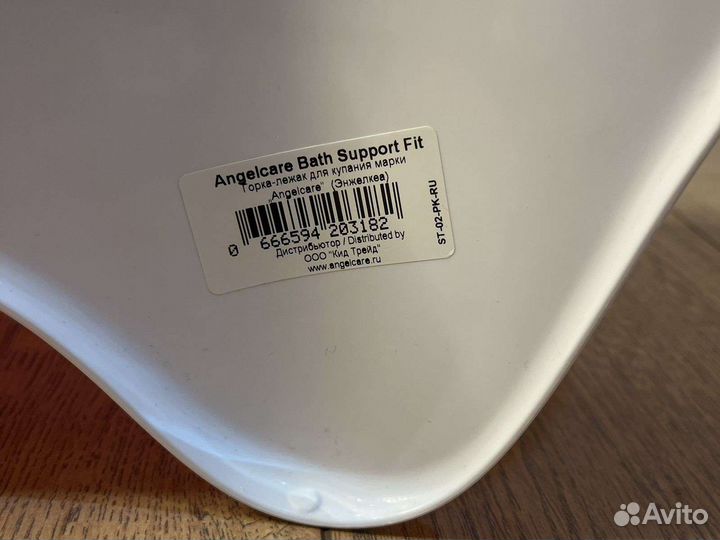 Angelcare Bath Support Fit
Горка-лежак для купания марки
„Angelcare" (Энжелкеа)
0 666594 203182
Дистрибьютор / Distributed by
ООО "Кид Трейд"
www.angelcare.ru
ST-02-PK-RU
Avito